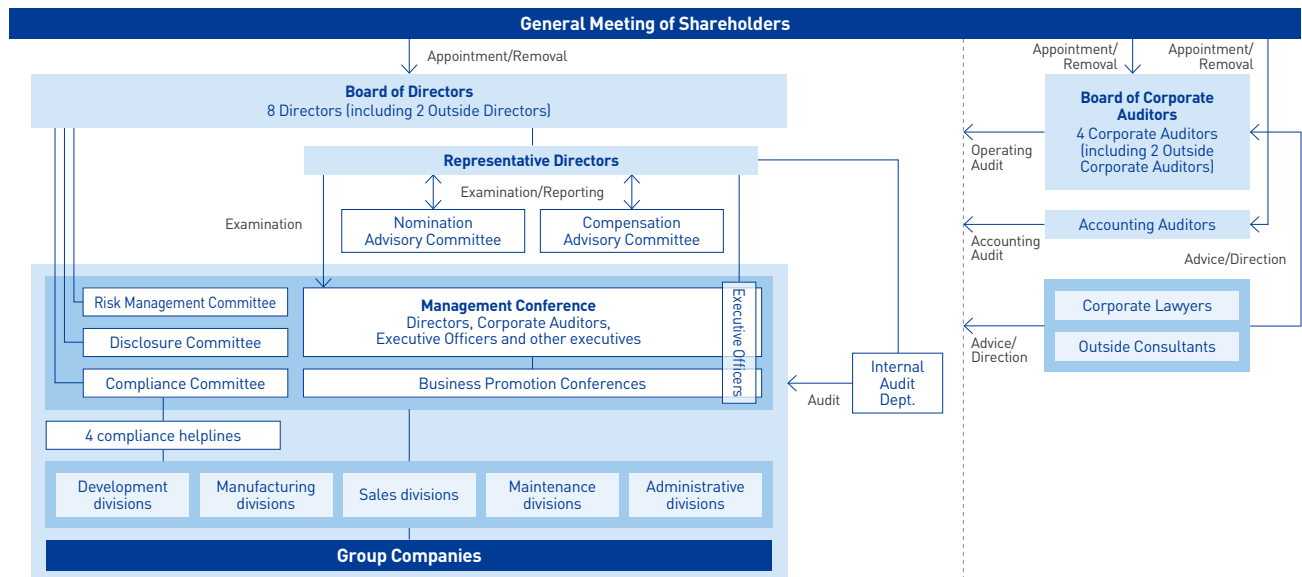 General Meeting of Shareholders
Appointment/Removal
Appointment/
Removal
Appointment/
Removal
Board of Directors
8 Directors (including 2 Outside Directors)
Board of Corporate
Auditors
4 Corporate Auditors
(including 2 Outside
Corporate Auditors)
Operating
Audit
Representative Directors
Examination/Reporting
Examination
Nomination
Advisory Committee
Compensation
Advisory Committee
Accounting Auditors
Accounting
Audit
Advice/Direction
Risk Management Committee
Disclosure Committee
Compliance Committee
Management Conference
Directors, Corporate Auditors,
Executive Officers and other executives
Business Promotion Conferences
Executive Officers
Corporate Lawyers
Outside Consultants
Advice/
Direction
Internal
Audit
Dept.
Audit
4 compliance helplines
Development
divisions
Manufacturing
divisions
Sales divisions
Maintenance
divisions
Administrative
divisions
Group Companies